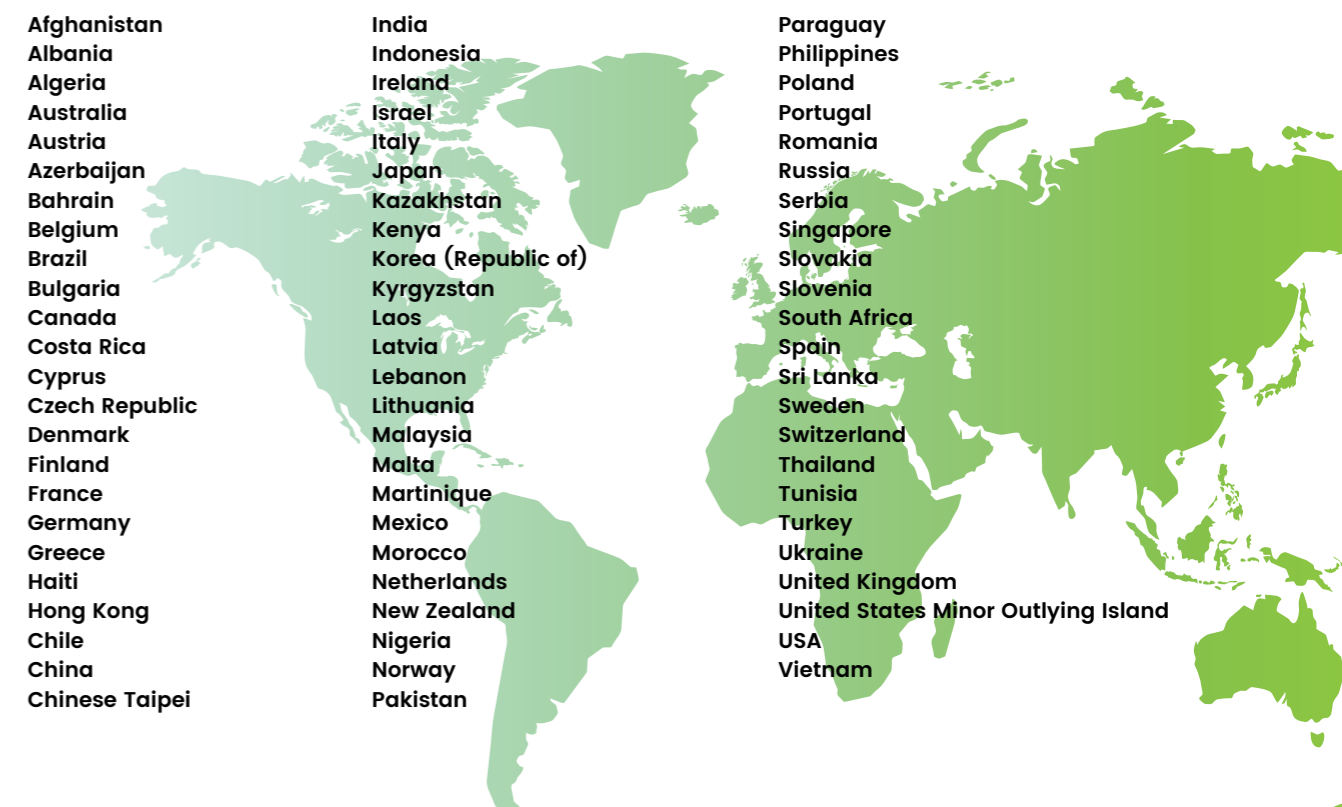 Afghanistan
Albania
Algeria
Australia
Austria
Azerbaijan
Bahrain
Belgium
Brazil
Bulgaria
Canada
Costa Rica
Cyprus
Czech Republic
Denmark
Finland
France
Germany
Greece
Haiti
Hong Kong
Chile
China
Chinese Taipei
India
Indonesia
Ireland
Israel
Italy
Japan
Kazakhstan
Kenya
Korea (Republic of)
Kyrgyzstan
Laos
Latvia
Lebanon
Lithuania
Malaysia
Malta
Martinique
Mexico
Morocco
Netherlands
New Zealand
Nigeria
Norway
Pakistan
Paraguay
Philippines
Poland
Portugal
Romania
Russia
Serbia
Singapore
Slovakia
Slovenia
South Africa
Spain
Sri Lanka
Sweden
Switzerland
Thailand
Tunisia
Turkey
Ukraine
United Kingdom
United States Minor Outlying Island
USA
Vietnam